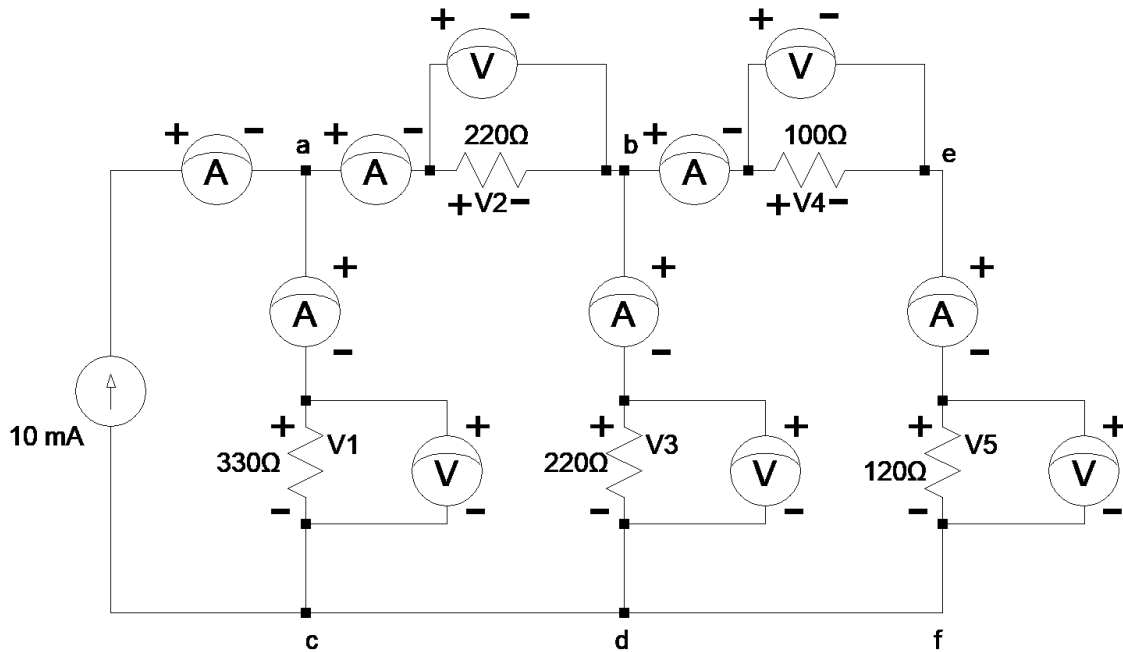 + - + -
V V
+ - a + - 220Ω b + - 100Ω e
A A A
+ V2 - + V4 -
+ + +
A A A
- - -
10 mA
+ V1 + + V3 + + V5 +
330Ω V 220Ω V 120Ω V
- - - - - -
c d f